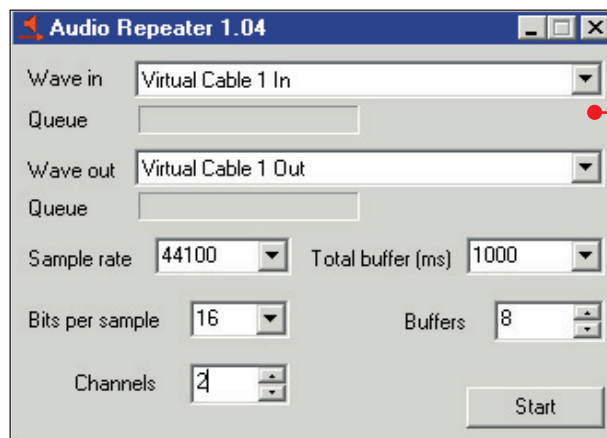 Audio Repeater 1.04
Wave in Virtual Cable 1 In
Queue
Wave out Virtual Cable 1 Out
Queue
Sample rate 44100 Total buffer (ms) 1000
Bits per sample 16 Buffers 8
Channels 2
Start